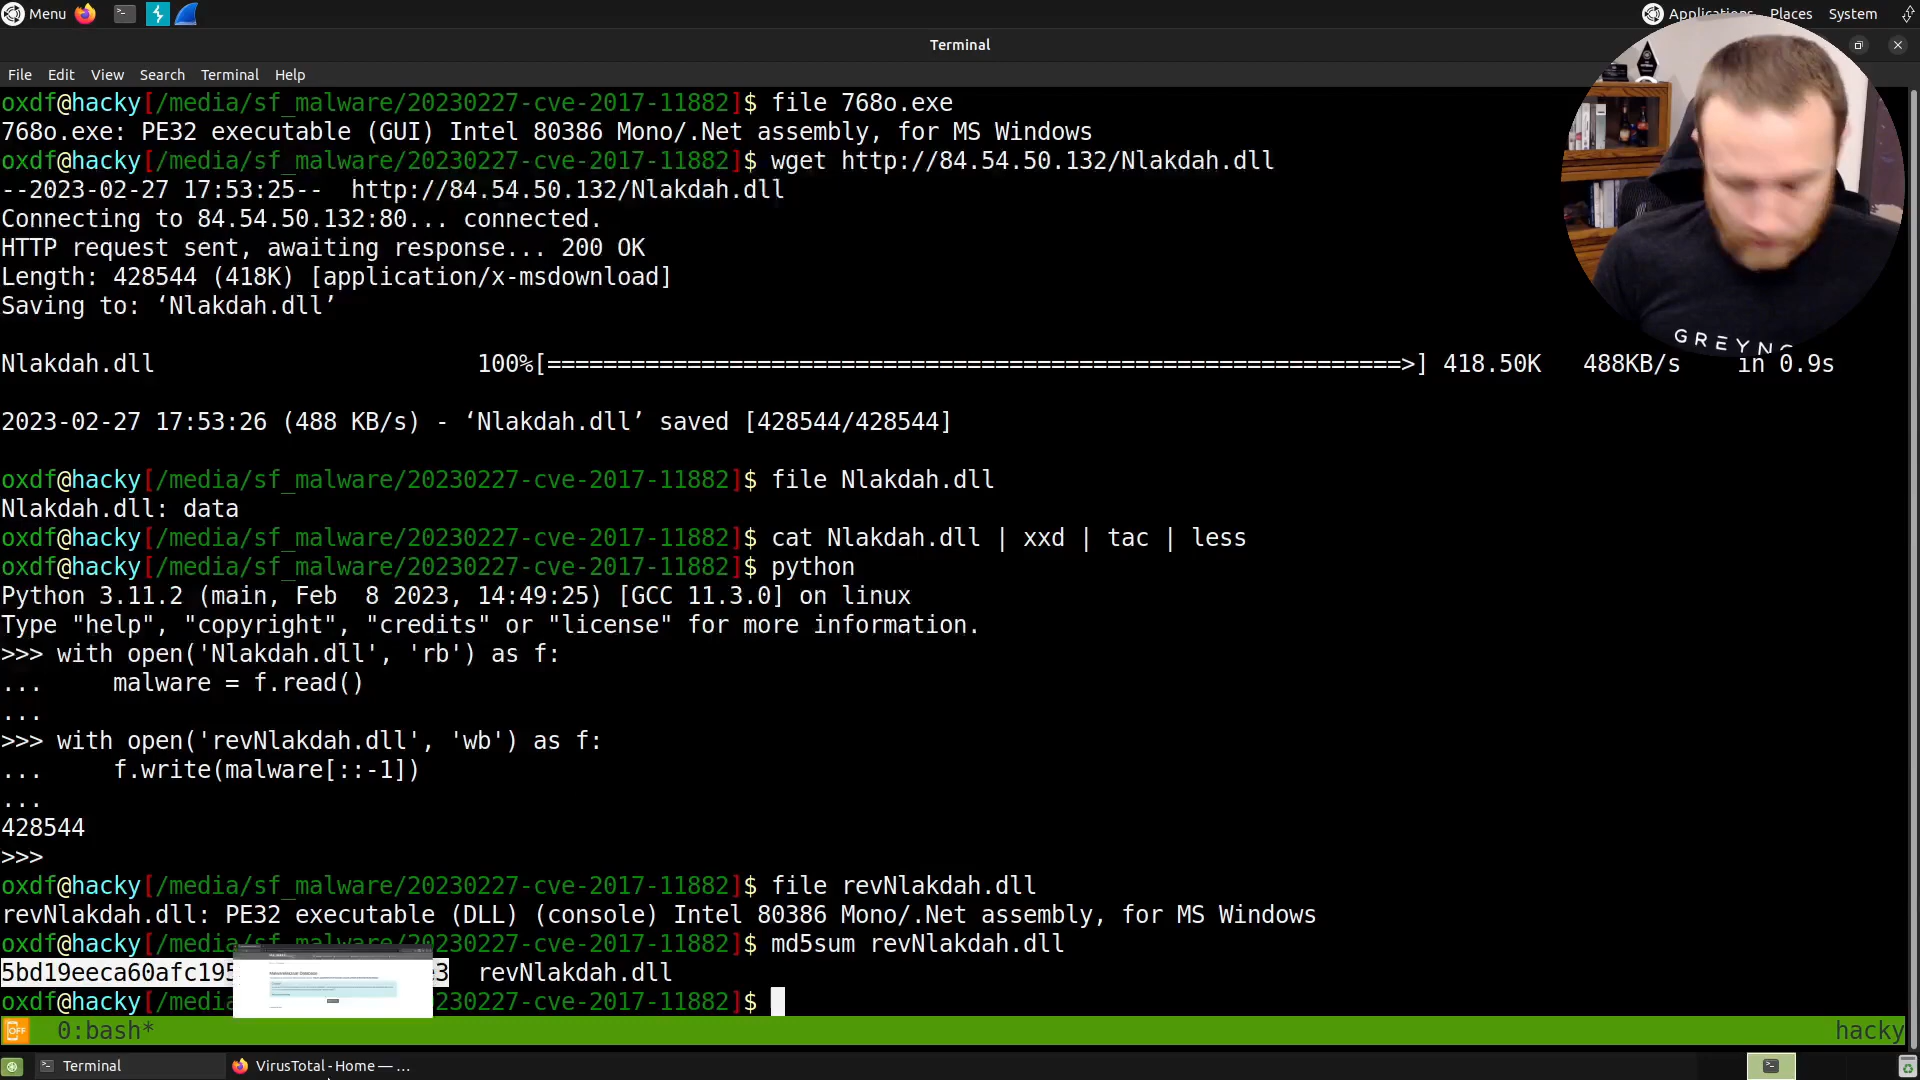 Menu
Applications Places System
Terminal
File Edit View Search Terminal Help
oxdf@hacky[/media/sf_malware/20230227-cve-2017-11882]$ file 768o.exe
768o.exe: PE32 executable (GUI) Intel 80386 Mono/.Net assembly, for MS Windows
oxdf@hacky[/media/sf_malware/20230227-cve-2017-11882]$ wget http://84.54.50.132/Nlakdah.dll
--2023-02-27 17:53:25--  http://84.54.50.132/Nlakdah.dll
Connecting to 84.54.50.132:80... connected.
HTTP request sent, awaiting response... 200 OK
Length: 428544 (418K) [application/x-msdownload]
Saving to: ‘Nlakdah.dll’
Nlakdah.dll 100%[=============================================================>] 418.50K 488KB/s in 0.9s
2023-02-27 17:53:26 (488 KB/s) - ‘Nlakdah.dll’ saved [428544/428544]
oxdf@hacky[/media/sf_malware/20230227-cve-2017-11882]$ file Nlakdah.dll
Nlakdah.dll: data
oxdf@hacky[/media/sf_malware/20230227-cve-2017-11882]$ cat Nlakdah.dll | xxd | tac | less
oxdf@hacky[/media/sf_malware/20230227-cve-2017-11882]$ python
Python 3.11.2 (main, Feb  8 2023, 14:49:25) [GCC 11.3.0] on linux
Type "help", "copyright", "credits" or "license" for more information.
>>> with open('Nlakdah.dll', 'rb') as f:
...     malware = f.read()
...
>>> with open('revNlakdah.dll', 'wb') as f:
...     f.write(malware[::-1])
...
428544
>>>
oxdf@hacky[/media/sf_malware/20230227-cve-2017-11882]$ file revNlakdah.dll
revNlakdah.dll: PE32 executable (DLL) (console) Intel 80386 Mono/.Net assembly, for MS Windows
oxdf@hacky[/media/sf_malware/20230227-cve-2017-11882]$ md5sum revNlakdah.dll
5bd19eeca60afc195 3  revNlakdah.dll
oxdf@hacky[/media 230227-cve-2017-11882]$
OFF 0:bash* hacky
Terminal VirusTotal - Home — ...